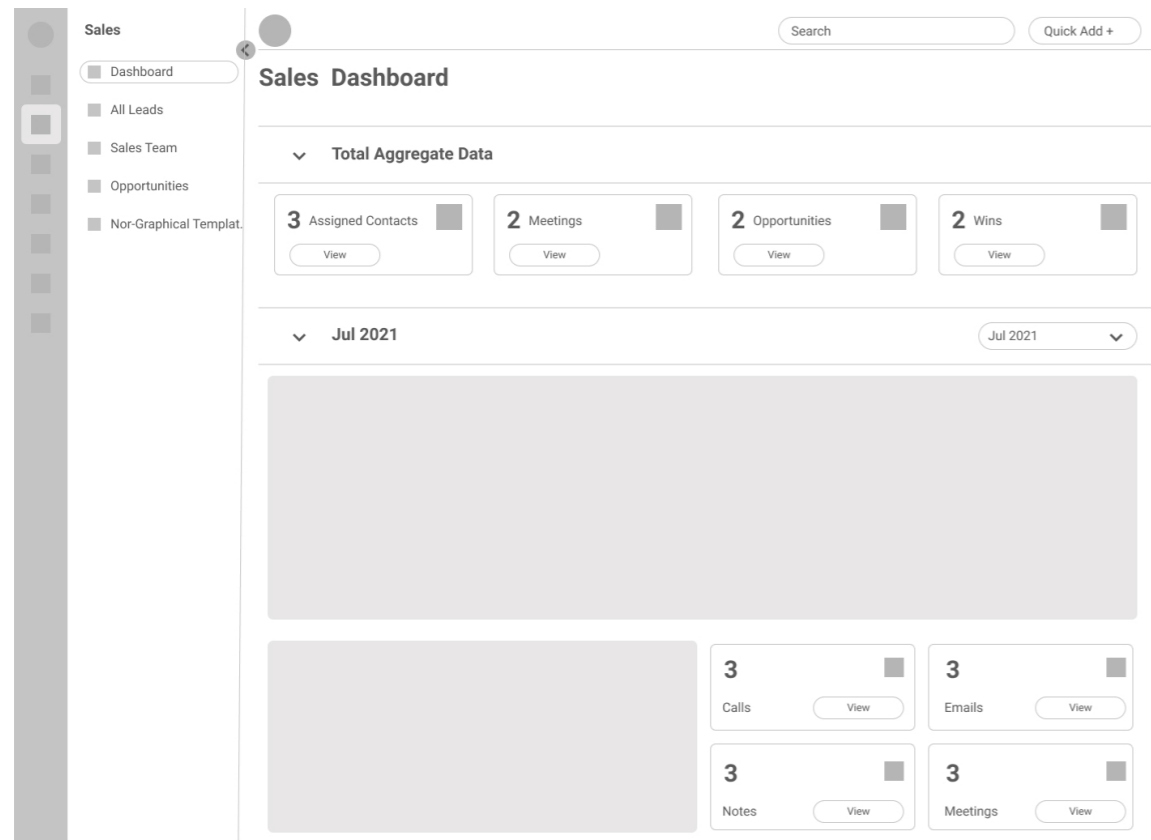 Sales
Dashboard
All Leads
Sales Team
Opportunities
Nor-Graphical Templat.
Search
Quick Add +
Sales Dashboard
Total Aggregate Data
3 Assigned Contacts
View
2 Meetings
View
2 Opportunities
View
2 Wins
View
Jul 2021
Jul 2021
3
Calls
View
3
Emails
View
3
Notes
View
3
Meetings
View